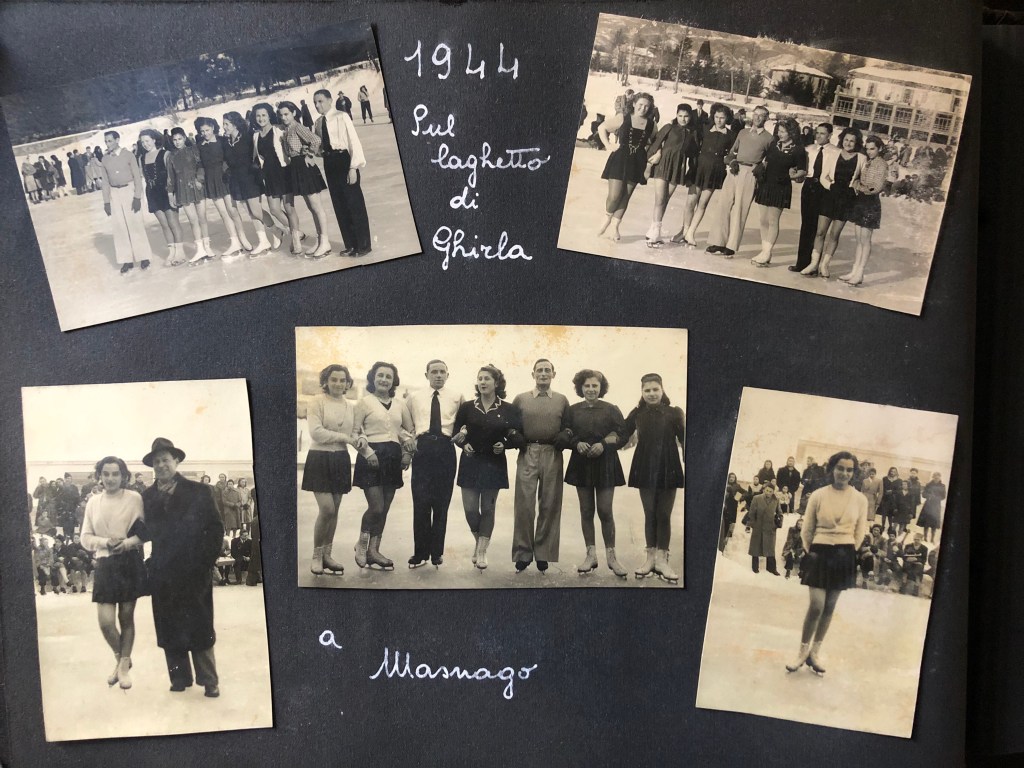 1944
Sul
laghetto
di
Ghirla
a
Masnago